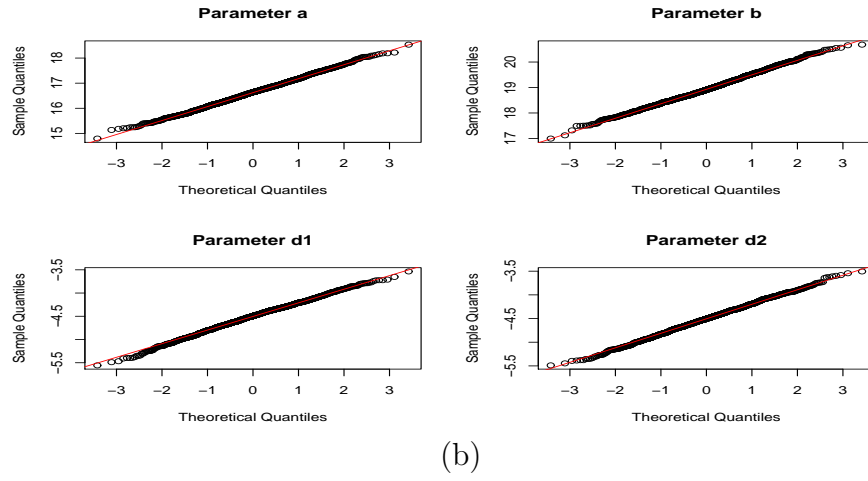 Parameter a
Sample Quantiles
15 16 17 18
−3 −2 −1 0 1 2 3
Theoretical Quantiles
Parameter b
Sample Quantiles
17 18 19 20
−3 −2 −1 0 1 2 3
Theoretical Quantiles
Parameter d1
Sample Quantiles
−5.5 −4.5 −3.5
−3 −2 −1 0 1 2 3
Theoretical Quantiles
Parameter d2
Sample Quantiles
−5.5 −4.5 −3.5
−3 −2 −1 0 1 2 3
Theoretical Quantiles
(b)